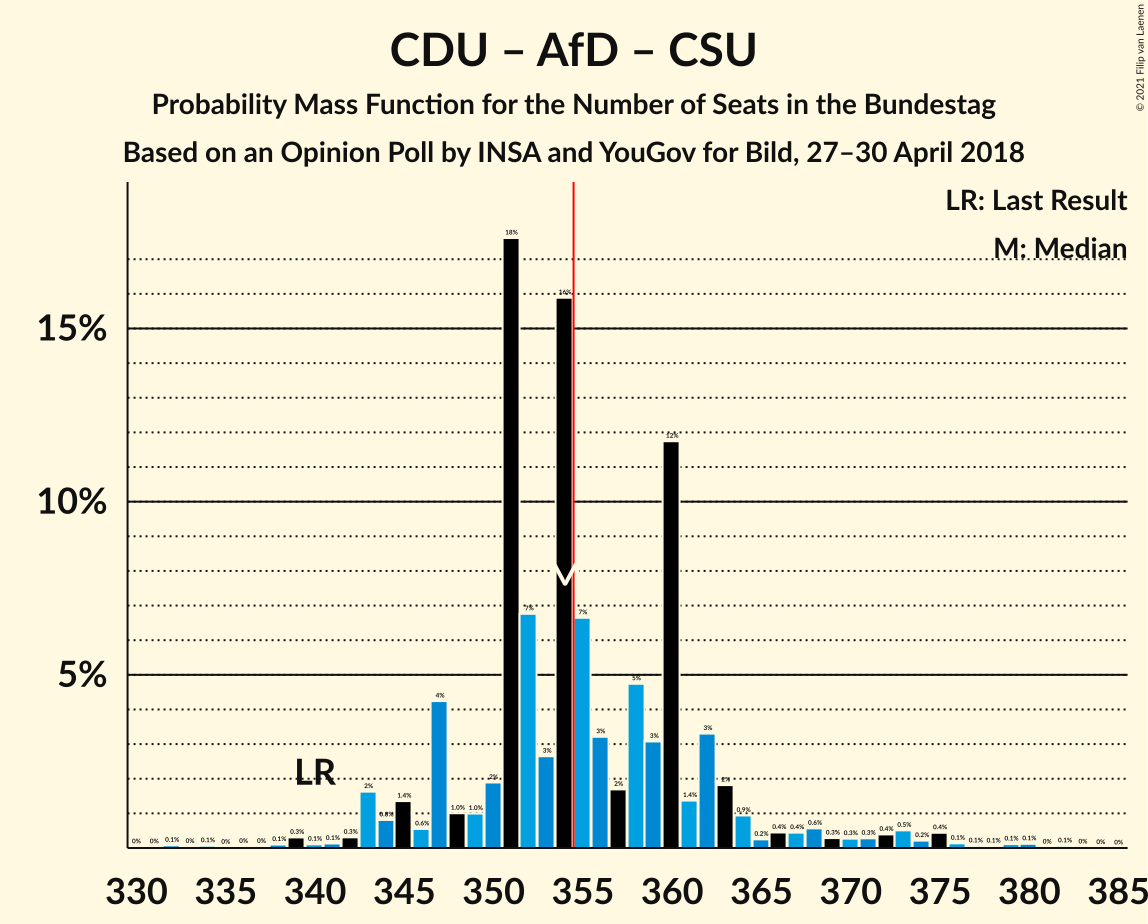 CDU – AfD – CSU
Probability Mass Function for the Number of Seats in the Bundestag
Based on an Opinion Poll by INSA and YouGov for Bild, 27–30 April 2018
© 2021 Filip van Laenen
LR: Last Result
M: Median
15%
10%
5%
LR
0% 0% 0.1% 0% 0.1% 0% 0% 0% 0.1% 0.3% 0.1% 0.1% 0.3% 2% 0.8% 1.4% 0.6% 4% 1.0% 1.0% 2% 18% 7% 3% 16% 7% 3% 2% 5% 3% 12% 1.4% 3% 2% 0.9% 0.2% 0.4% 0.4% 0.6% 0.3% 0.3% 0.3% 0.4% 0.5% 0.2% 0.4% 0.1% 0.1% 0.1% 0.1% 0.1% 0% 0.1% 0% 0% 0%
330 335 340 345 350 355 360 365 370 375 380 385